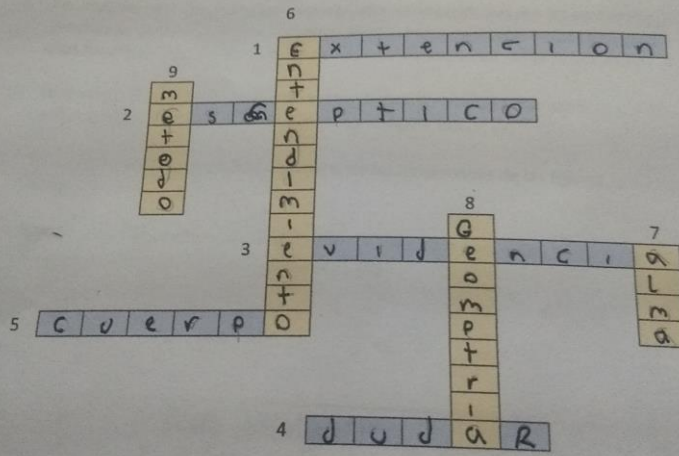 6 Entendimiento
1 Extencion
9 metodo
2 escepticO
8 Geometria
7 alma
3 evidencia
5 cuerpo
4 dudaR